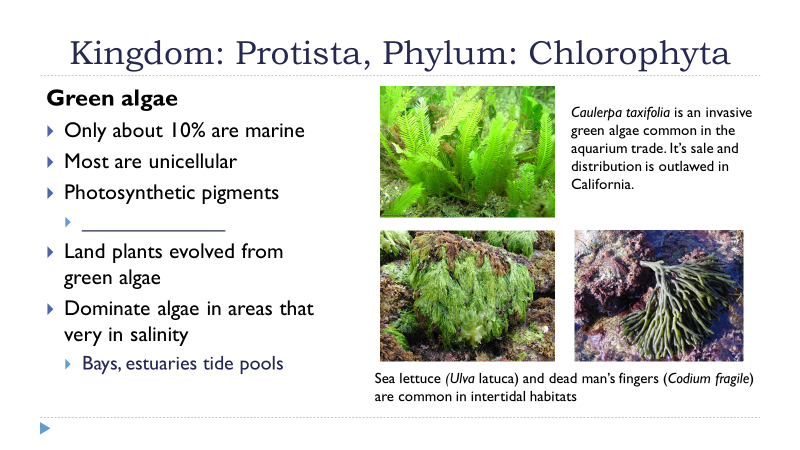 Kingdom: Protista, Phylum: Chlorophyta
Green algae
Only about 10% are marine
Most are unicellular
Photosynthetic pigments
_______________
Land plants evolved from
green algae
Dominate algae in areas that
very in salinity
Bays, estuaries tide pools
Caulerpa taxifolia is an invasive
green algae common in the
aquarium trade. It's sale and
distribution is outlawed in
California.
Sea lettuce (Ulva latuca) and dead man's fingers (Codium fragile)
are common in intertidal habitats